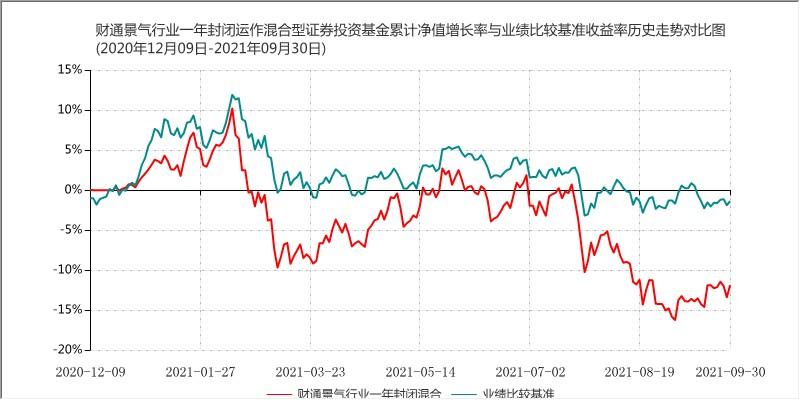 财通景气行业一年封闭运作混合型证券投资基金累计净值增长率与业绩比较基准收益率历史走势对比图
(2020年12月09日-2021年09月30日)
15%
10%
5%
0%
-5%
-10%
-15%
-20%
2020-12-09 2021-01-27 2021-03-23 2021-05-14 2021-07-02 2021-08-19 2021-09-30
财通景气行业一年封闭混合 业绩比较基准